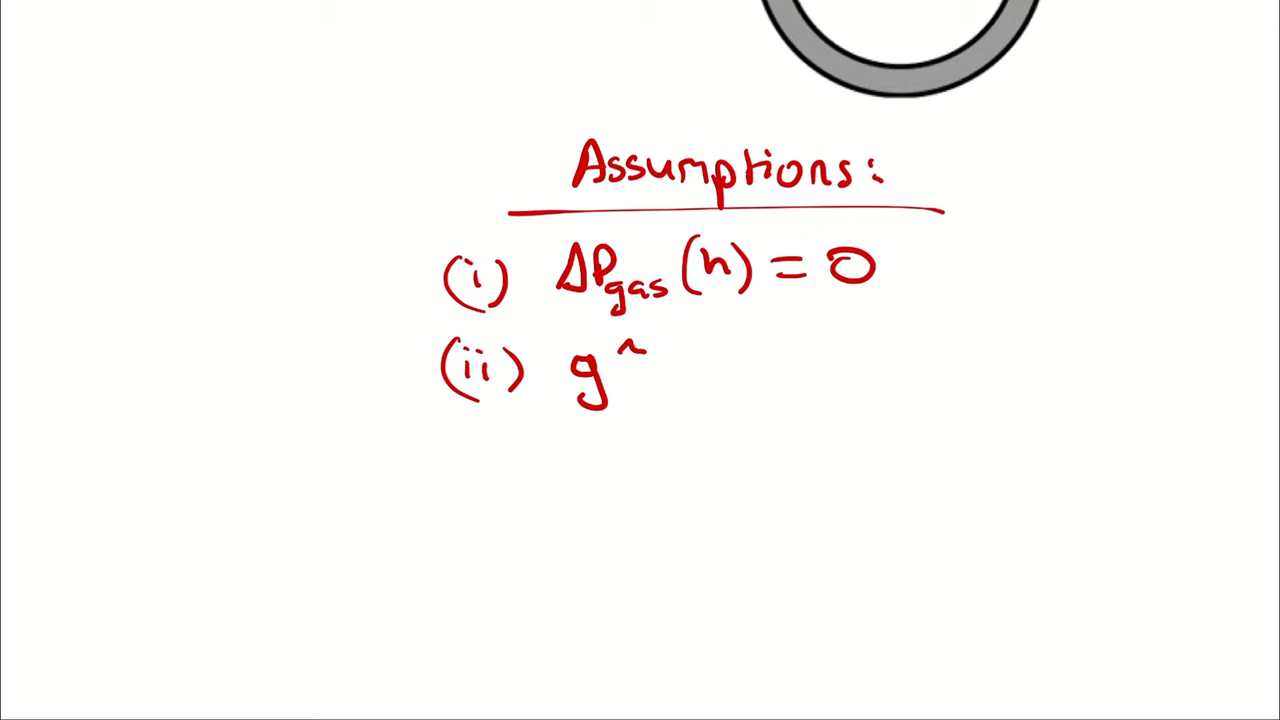 Assumptions:
(i) ΔP_gas (h) = 0
(ii) g